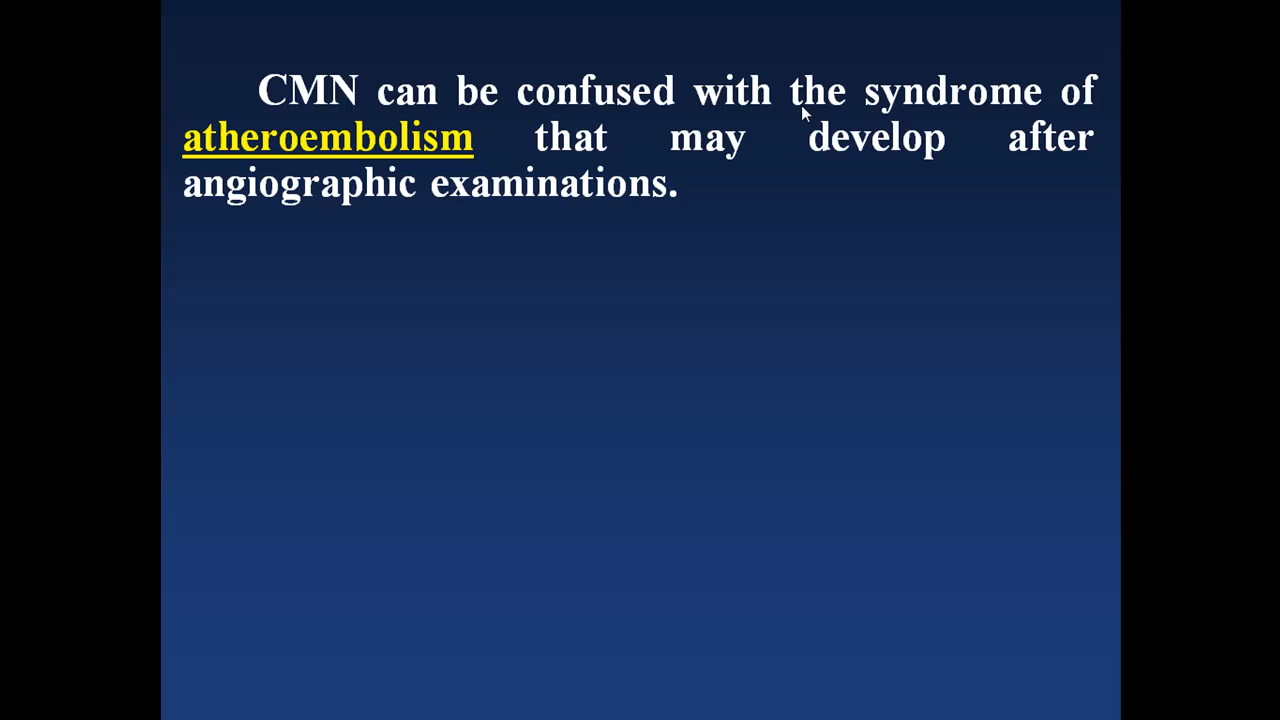 CMN can be confused with the syndrome of
atheroembolism that may develop after
angiographic examinations.